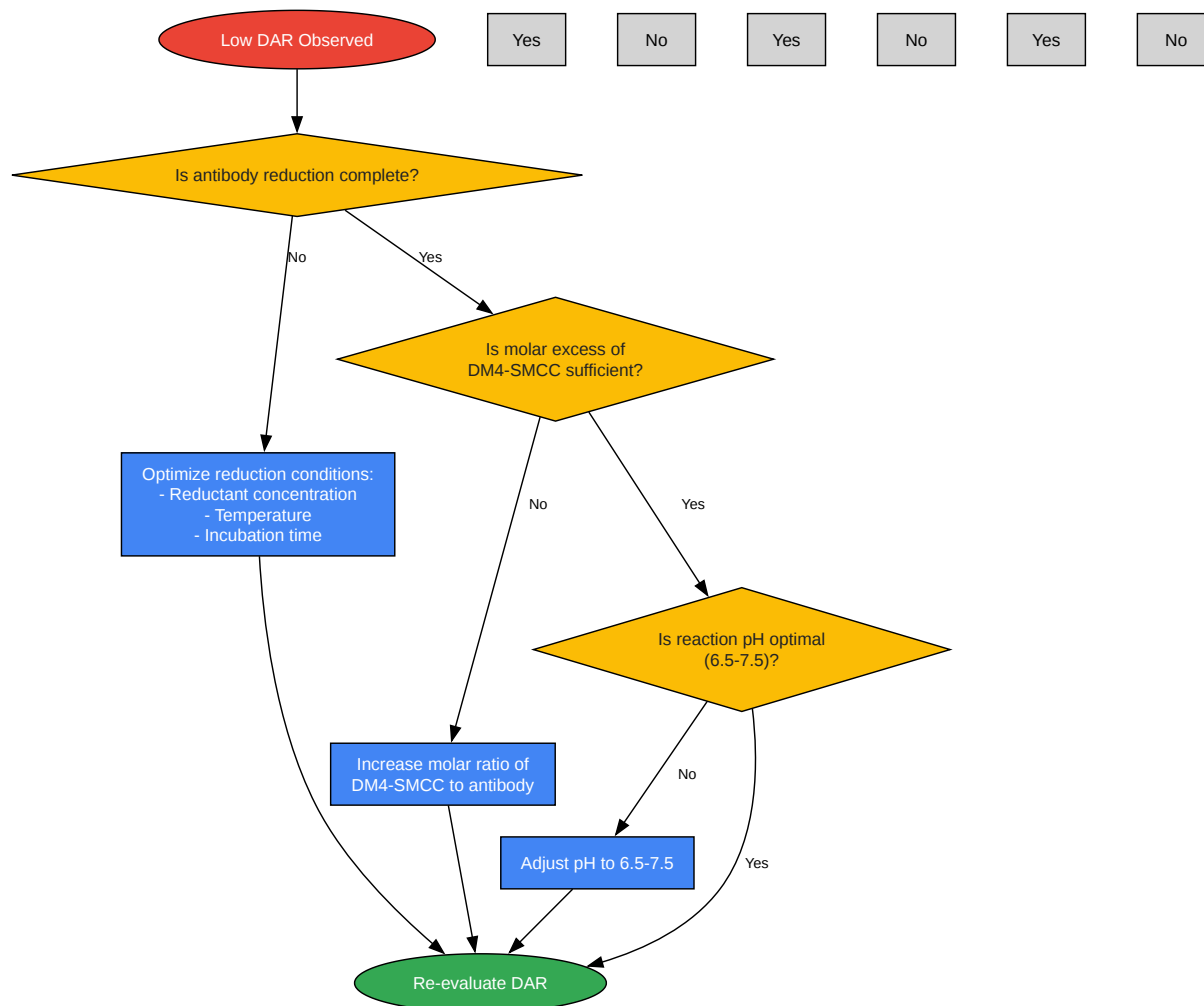 Low DAR Observed
Yes
No
Yes
No
Yes
No
Is antibody reduction complete?
No
Yes
Is molar excess of
DM4-SMCC sufficient?
Optimize reduction conditions:
- Reductant concentration
- Temperature
- Incubation time
No
Yes
Is reaction pH optimal
(6.5-7.5)?
Increase molar ratio of
DM4-SMCC to antibody
No
Adjust pH to 6.5-7.5
Yes
Re-evaluate DAR